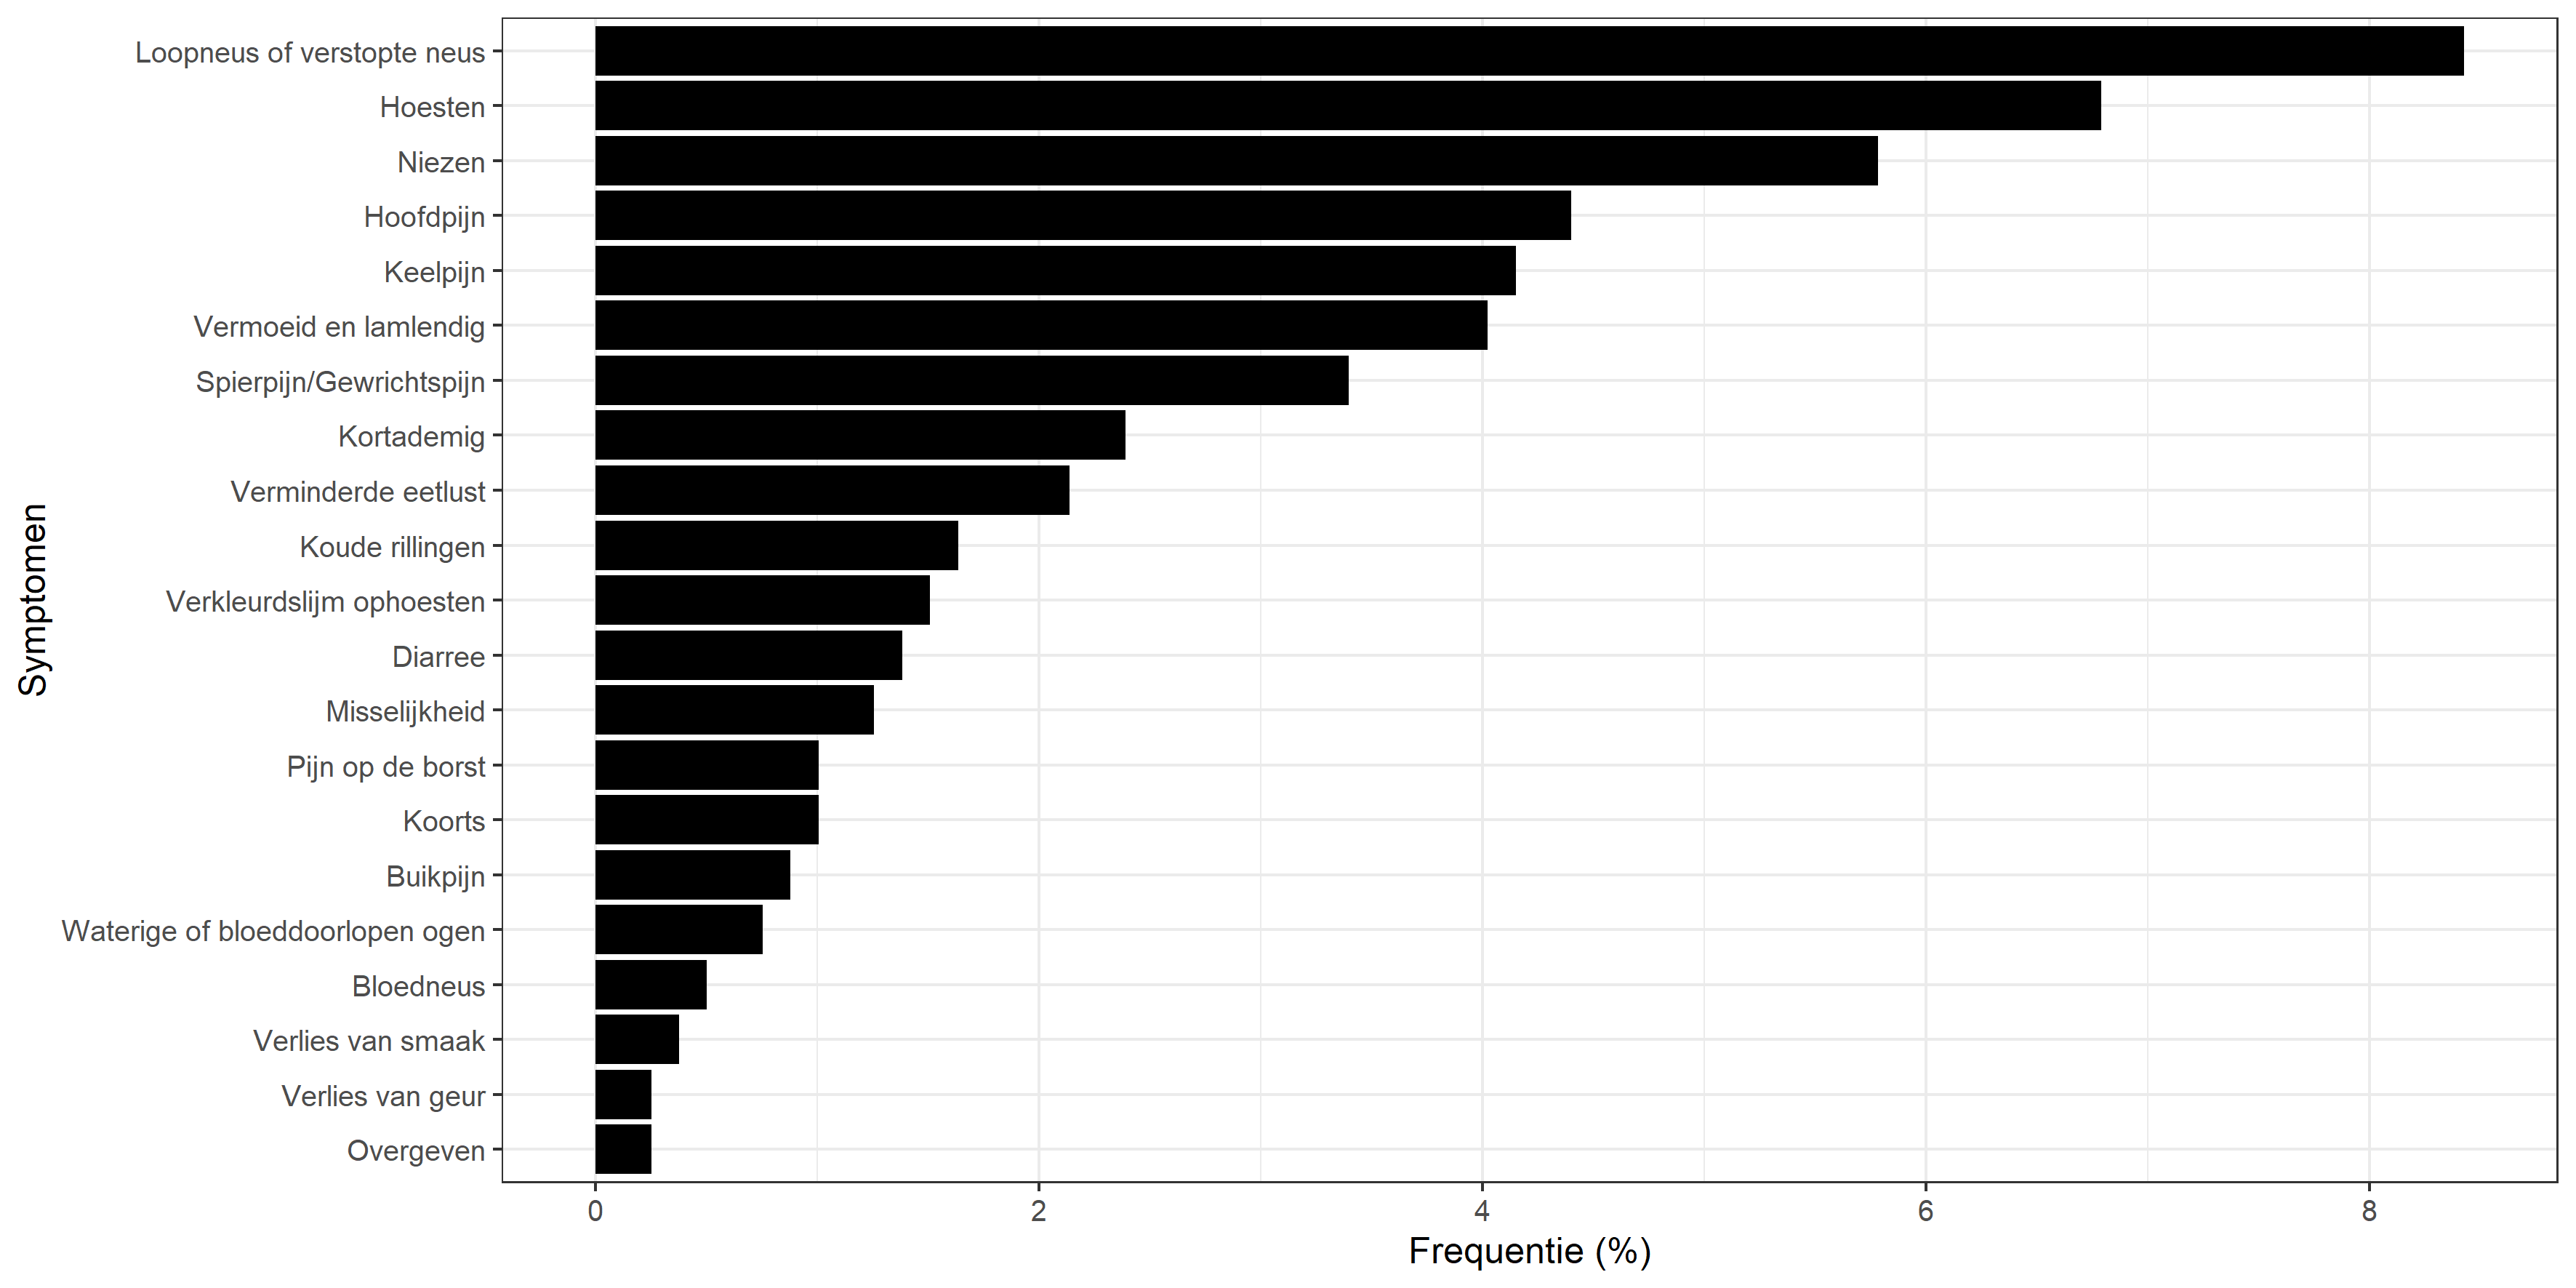 Loopneus of verstopte neus
Hoesten
Niezen
Hoofdpijn
Keelpijn
Vermoeid en lamlendig
Spierpijn/Gewrichtspijn
Kortademig
Verminderde eetlust
Koude rillingen
Verkleurdslijm ophoesten
Diarree
Misselijkheid
Pijn op de borst
Koorts
Buikpijn
Waterige of bloeddoorlopen ogen
Bloedneus
Verlies van smaak
Verlies van geur
Overgeven
Symptomen
0 2 4 6 8
Frequentie (%)